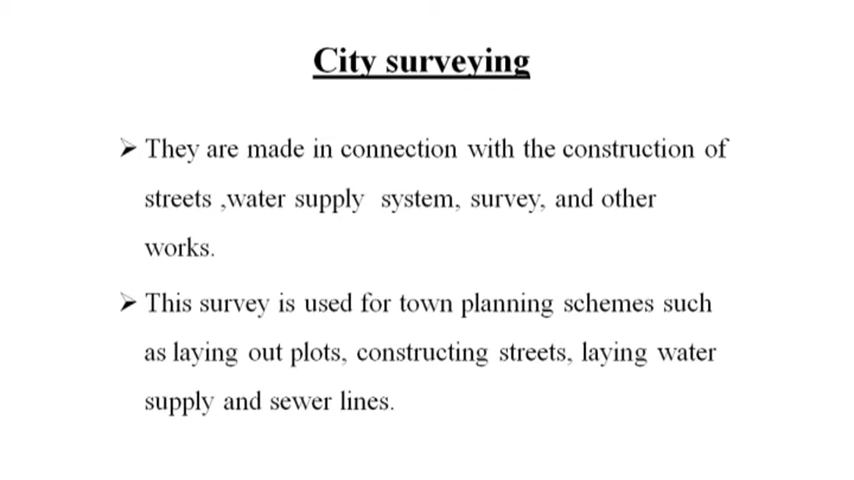 City surveying
➢ They are made in connection with the construction of
streets ,water supply system, survey, and other
works.
➢ This survey is used for town planning schemes such
as laying out plots, constructing streets, laying water
supply and sewer lines.